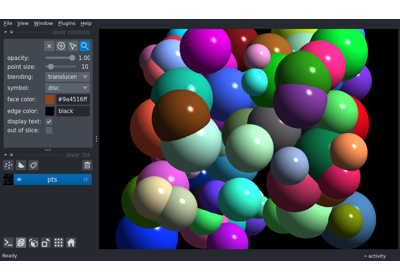 File View Window Plugins Help
layer controls
opacity: 1.00
point size: 10
blending: translucen
symbol: disc
face color: #9a4516ff
edge color: black
display text:
out of slice:
layer list
pts
Ready
activity